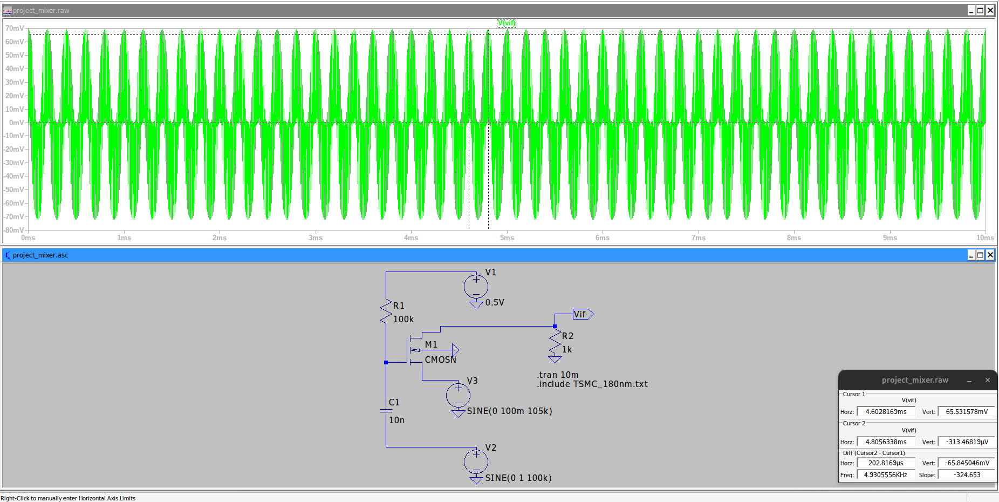 project_mixer.raw
V(vif)
70mV
60mV
50mV
40mV
30mV
20mV
10mV
0mV
-10mV
-20mV
-30mV
-40mV
-50mV
-60mV
-70mV
-80mV
0ms 1ms 2ms 3ms 4ms 5ms 6ms 7ms 8ms 9ms 10ms
project_mixer.asc
V1
0.5V
R1
100k
Vif
R2
1k
M1
CMOSN
.tran 10m
.include TSMC_180nm.txt
V3
SINE(0 100m 105k)
C1
10n
V2
SINE(0 1 100k)
project_mixer.raw
Cursor 1
V(vif)
Horz: 4.6028169ms Vert: 65.531578mV
Cursor 2
V(vif)
Horz: 4.8056338ms Vert: -313.46819µV
Diff (Cursor2 - Cursor1)
Horz: 202.8169µs Vert: -65.845046mV
Freq: 4.9305556KHz Slope: -324.653
Right-Click to manually enter Horizontal Axis Limits